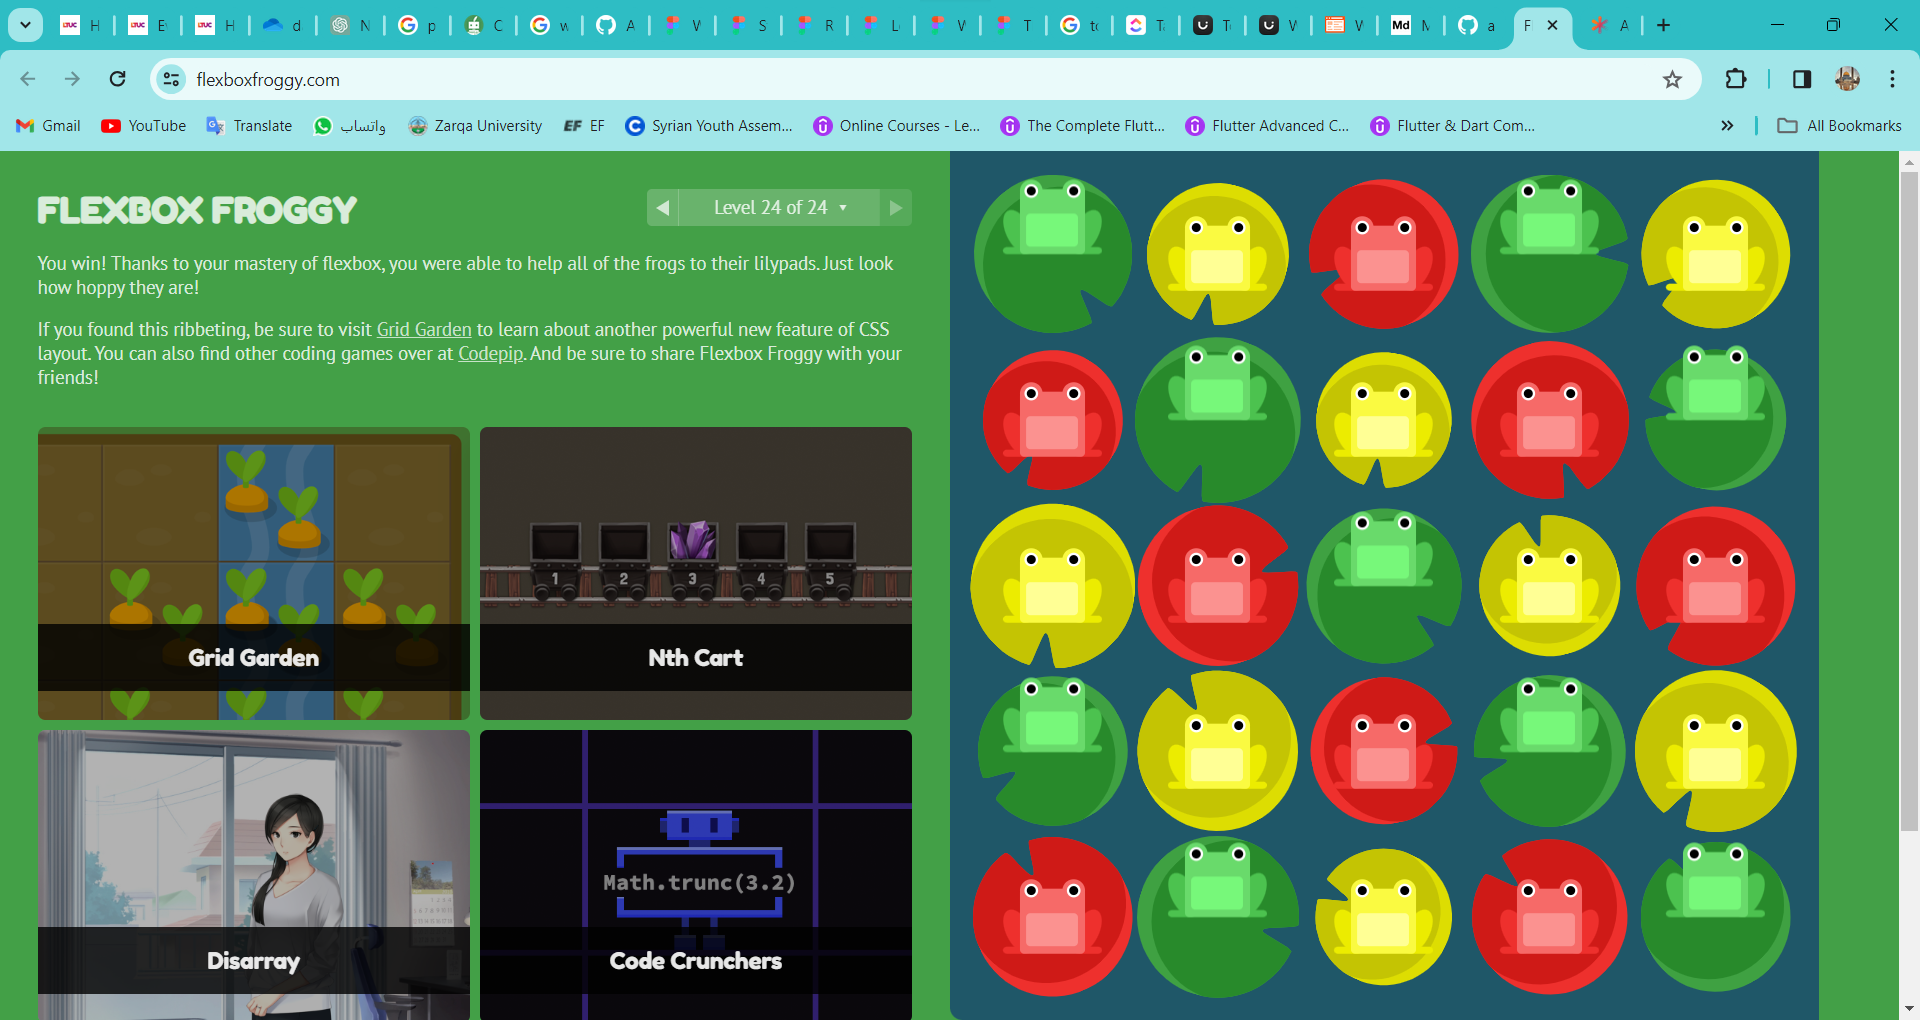 LTUC H
LTUC E
LTUC H
d
N
p
C
w
A
V
S
R
L
V
T
to
T
T
V
V
Md M
a
F
A
flexboxfroggy.com
Gmail
YouTube
Translate
واتساب
Zarqa University
EF EF
Syrian Youth Assem...
Online Courses - Le...
The Complete Flutt...
Flutter Advanced C...
Flutter & Dart Com...
All Bookmarks
FLEXBOX FROGGY
Level 24 of 24
You win! Thanks to your mastery of flexbox, you were able to help all of the frogs to their lilypads. Just look
how hoppy they are!
If you found this ribbeting, be sure to visit Grid Garden to learn about another powerful new feature of CSS
layout. You can also find other coding games over at Codepip. And be sure to share Flexbox Froggy with your
friends!
1 2 3 4 5
Grid Garden
Nth Cart
Math.trunc(3.2)
Disarray
Code Crunchers